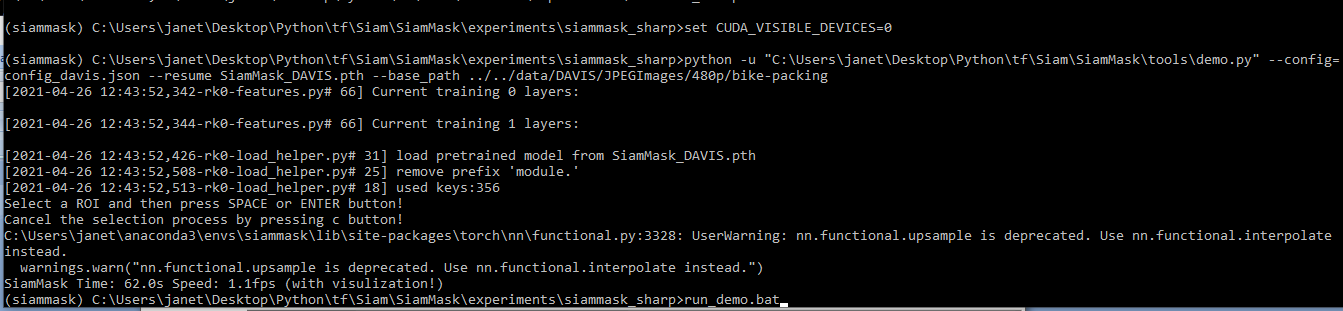 (siammask) C:\Users\janet\Desktop\Python\tf\Siam\SiamMask\experiments\siammask_sharp>set CUDA_VISIBLE_DEVICES=0
(siammask) C:\Users\janet\Desktop\Python\tf\Siam\SiamMask\experiments\siammask_sharp>python -u "C:\Users\janet\Desktop\Python\tf\Siam\SiamMask\tools\demo.py" --config=
config_davis.json --resume SiamMask_DAVIS.pth --base_path ../../data/DAVIS/JPEGImages/480p/bike-packing
[2021-04-26 12:43:52,342-rk0-features.py# 66] Current training 0 layers:
[2021-04-26 12:43:52,344-rk0-features.py# 66] Current training 1 layers:
[2021-04-26 12:43:52,426-rk0-load_helper.py# 31] load pretrained model from SiamMask_DAVIS.pth
[2021-04-26 12:43:52,508-rk0-load_helper.py# 25] remove prefix 'module.'
[2021-04-26 12:43:52,513-rk0-load_helper.py# 18] used keys:356
Select a ROI and then press SPACE or ENTER button!
Cancel the selection process by pressing c button!
C:\Users\janet\anaconda3\envs\siammask\lib\site-packages\torch\nn\functional.py:3328: UserWarning: nn.functional.upsample is deprecated. Use nn.functional.interpolate
instead.
  warnings.warn("nn.functional.upsample is deprecated. Use nn.functional.interpolate instead.")
SiamMask Time: 62.0s Speed: 1.1fps (with visulization!)
(siammask) C:\Users\janet\Desktop\Python\tf\Siam\SiamMask\experiments\siammask_sharp>run_demo.bat